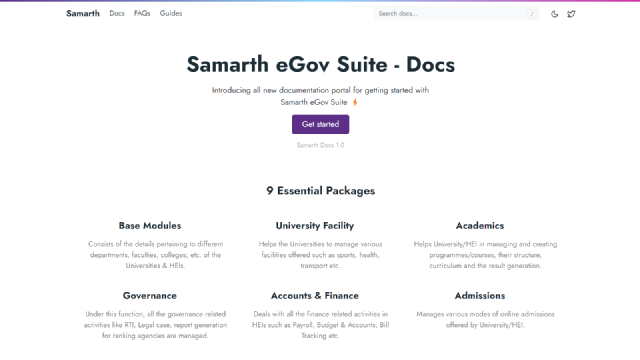 Samarth Docs FAQs Guides Search docs... /
Samarth eGov Suite - Docs
Introducing all new documentation portal for getting started with
Samarth eGov Suite
Get started
Samarth Docs 1.0
9 Essential Packages
Base Modules
Consists of the details pertaining to different
departments, faculties, colleges, etc. of the
Universities & HEIs.
University Facility
Helps the Universities to manage various
facilities offered such as sports, health,
transport etc.
Academics
Helps University/HEI in managing and creating
programmes/courses, their structure,
curriculum and the result generation.
Governance
Under this function, all the governance related
activities like RTI, Legal case, report generation
for ranking agencies are managed.
Accounts & Finance
Deals with all the finance related activities in
HEIs such as Payroll, Budget & Accounts, Bill
Tracking etc.
Admissions
Manages various modes of online admissions
offered by University/HEI.